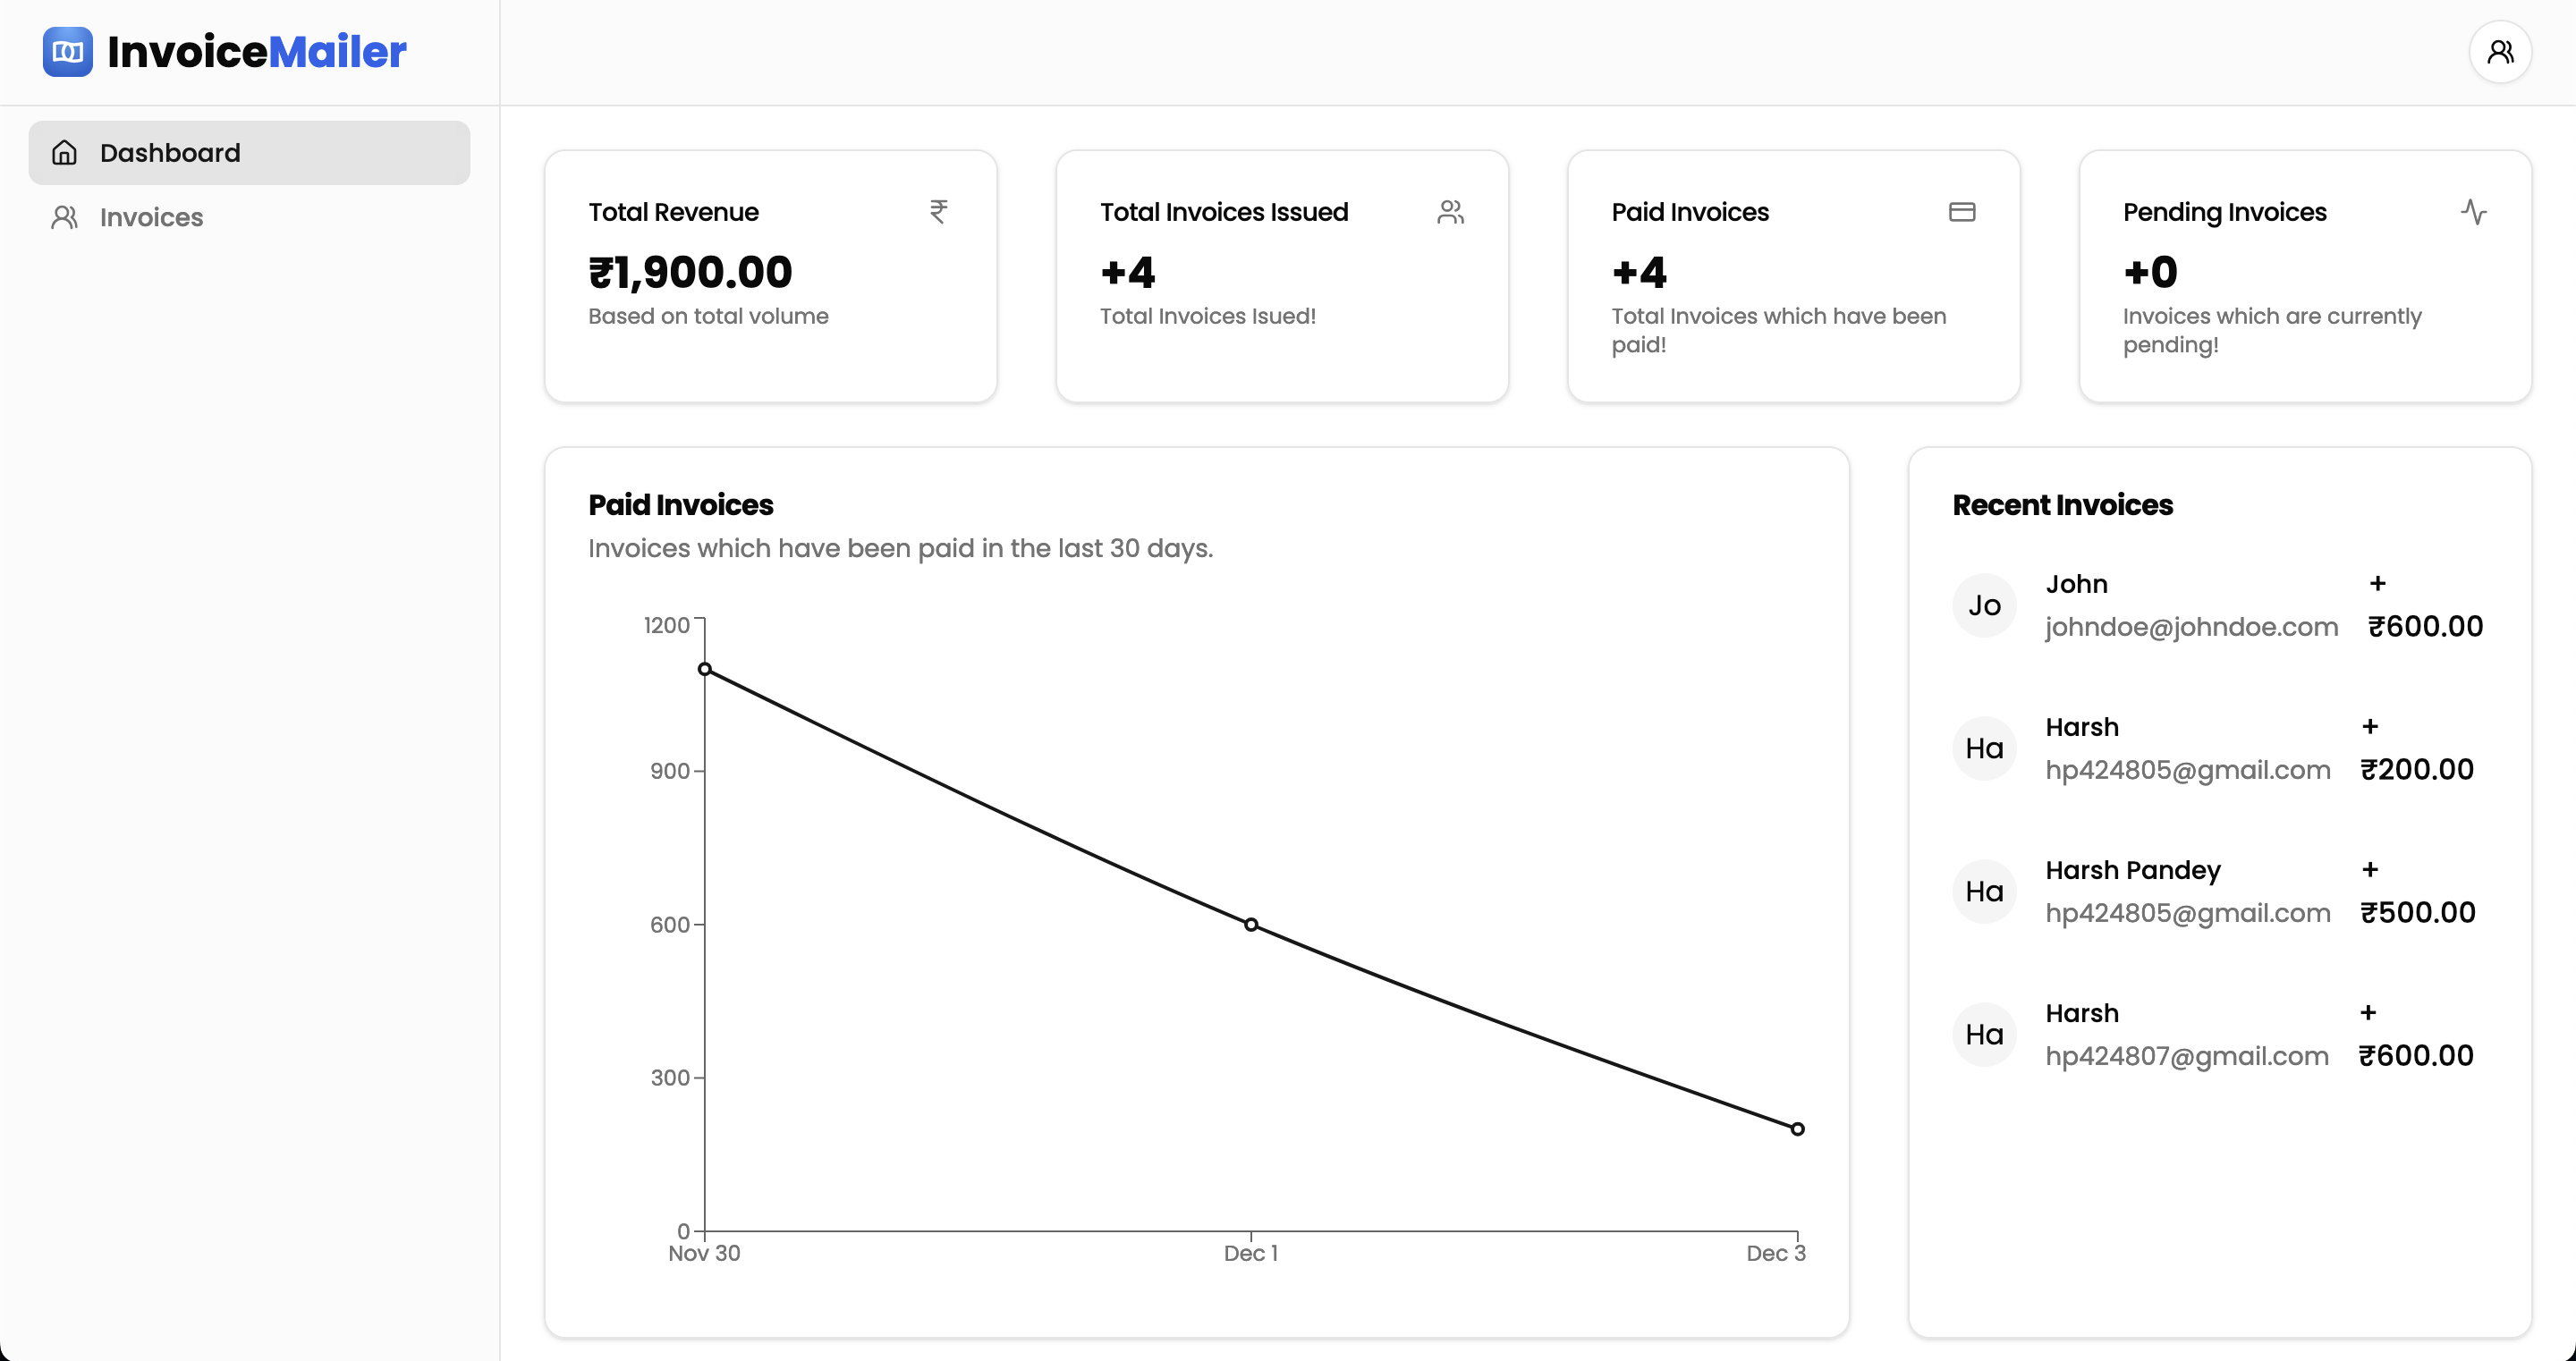 InvoiceMailer
Dashboard
Invoices
Total Revenue
₹1,900.00
Based on total volume
Total Invoices Issued
+4
Total Invoices Isued!
Paid Invoices
+4
Total Invoices which have been
paid!
Pending Invoices
+0
Invoices which are currently
pending!
Paid Invoices
Invoices which have been paid in the last 30 days.
1200
900
600
300
0
Nov 30 Dec 1 Dec 3
Recent Invoices
Jo
John
johndoe@johndoe.com
+
₹600.00
Ha
Harsh
hp424805@gmail.com
+
₹200.00
Ha
Harsh Pandey
hp424805@gmail.com
+
₹500.00
Ha
Harsh
hp424807@gmail.com
+
₹600.00